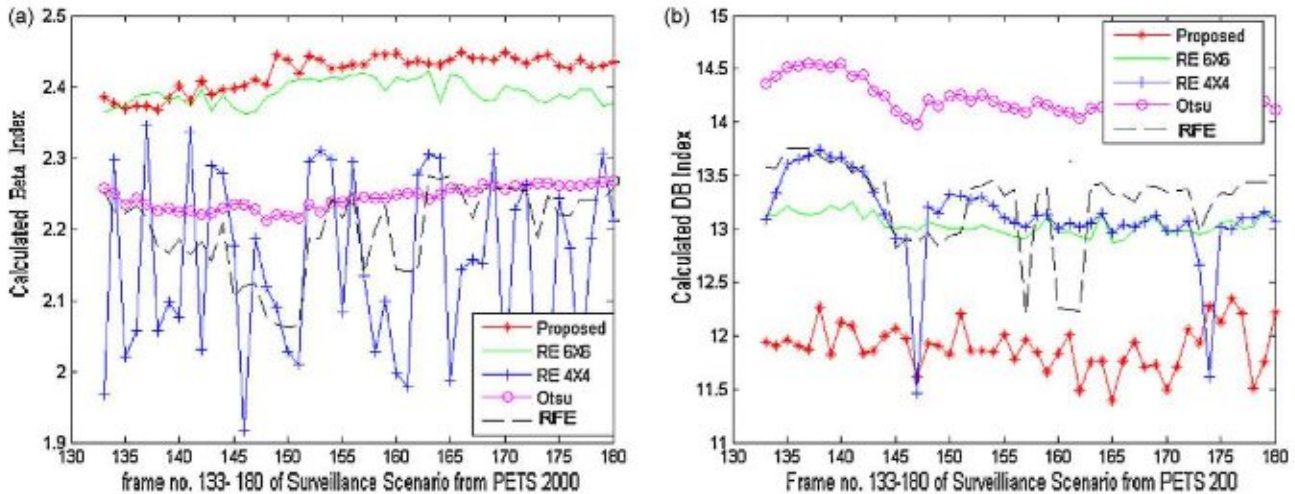 (a)
2.5
2.4
2.3
2.2
2.1
2
1.9
Calculated Beta Index
130 135 140 145 150 155 160 165 170 175 180
frame no. 133- 180 of Surveillance Scenario from PETS 2000
Proposed
RE 6X6
RE 4X4
Otsu
RFE
(b)
15
14.5
14
13.5
13
12.5
12
11.5
11
Calculated DB Index
130 135 140 145 150 155 160 165 170 175 180
Frame no. 133-180 of Surveillance Scenario from PETS 200
Proposed
RE 6X6
RE 4X4
Otsu
RFE